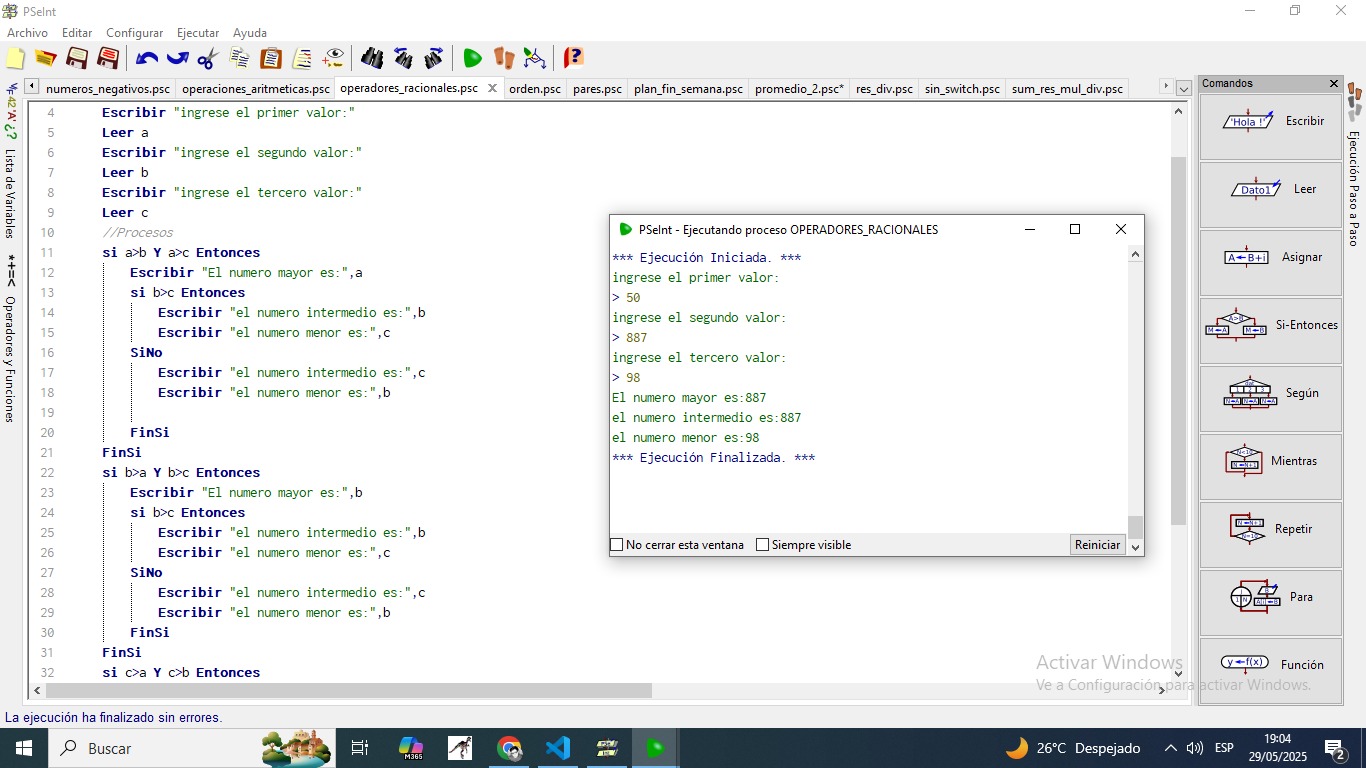 PSeInt
Archivo Editar Configurar Ejecutar Ayuda
numeros_negativos.psc operaciones_aritmeticas.psc operadores_racionales.psc orden.psc pares.psc plan_fin_semana.psc promedio_2.psc* res_div.psc sin_switch.psc sum_res_mul_div.psc
Lista de Variables
Operadores y Funciones
4 Escribir "ingrese el primer valor:"
5 Leer a
6 Escribir "ingrese el segundo valor:"
7 Leer b
8 Escribir "ingrese el tercero valor:"
9 Leer c
10 //Procesos
11 si a>b Y a>c Entonces
12 Escribir "El numero mayor es:",a
13 si b>c Entonces
14 Escribir "el numero intermedio es:",b
15 Escribir "el numero menor es:",c
16 SiNo
17 Escribir "el numero intermedio es:",c
18 Escribir "el numero menor es:",b
19
20 FinSi
21 FinSi
22 si b>a Y b>c Entonces
23 Escribir "El numero mayor es:",b
24 si b>c Entonces
25 Escribir "el numero intermedio es:",b
26 Escribir "el numero menor es:",c
27 SiNo
28 Escribir "el numero intermedio es:",c
29 Escribir "el numero menor es:",b
30 FinSi
31 FinSi
32 si c>a Y c>b Entonces
PSeInt - Ejecutando proceso OPERADORES_RACIONALES
*** Ejecución Iniciada. ***
ingrese el primer valor:
> 50
ingrese el segundo valor:
> 887
ingrese el tercero valor:
> 98
El numero mayor es:887
el numero intermedio es:887
el numero menor es:98
*** Ejecución Finalizada. ***
No cerrar esta ventana Siempre visible Reiniciar
Comandos
'Hola !' Escribir
Dato1 Leer
A←B+i Asignar
Si-Entonces
Según
Mientras
Repetir
Para
y←f(x) Función
Ejecución Paso a Paso
Activar Windows
Ve a Configuración para activar Windows.
La ejecución ha finalizado sin errores.
Buscar
M365
26°C Despejado
ESP
19:04
29/05/2025
2